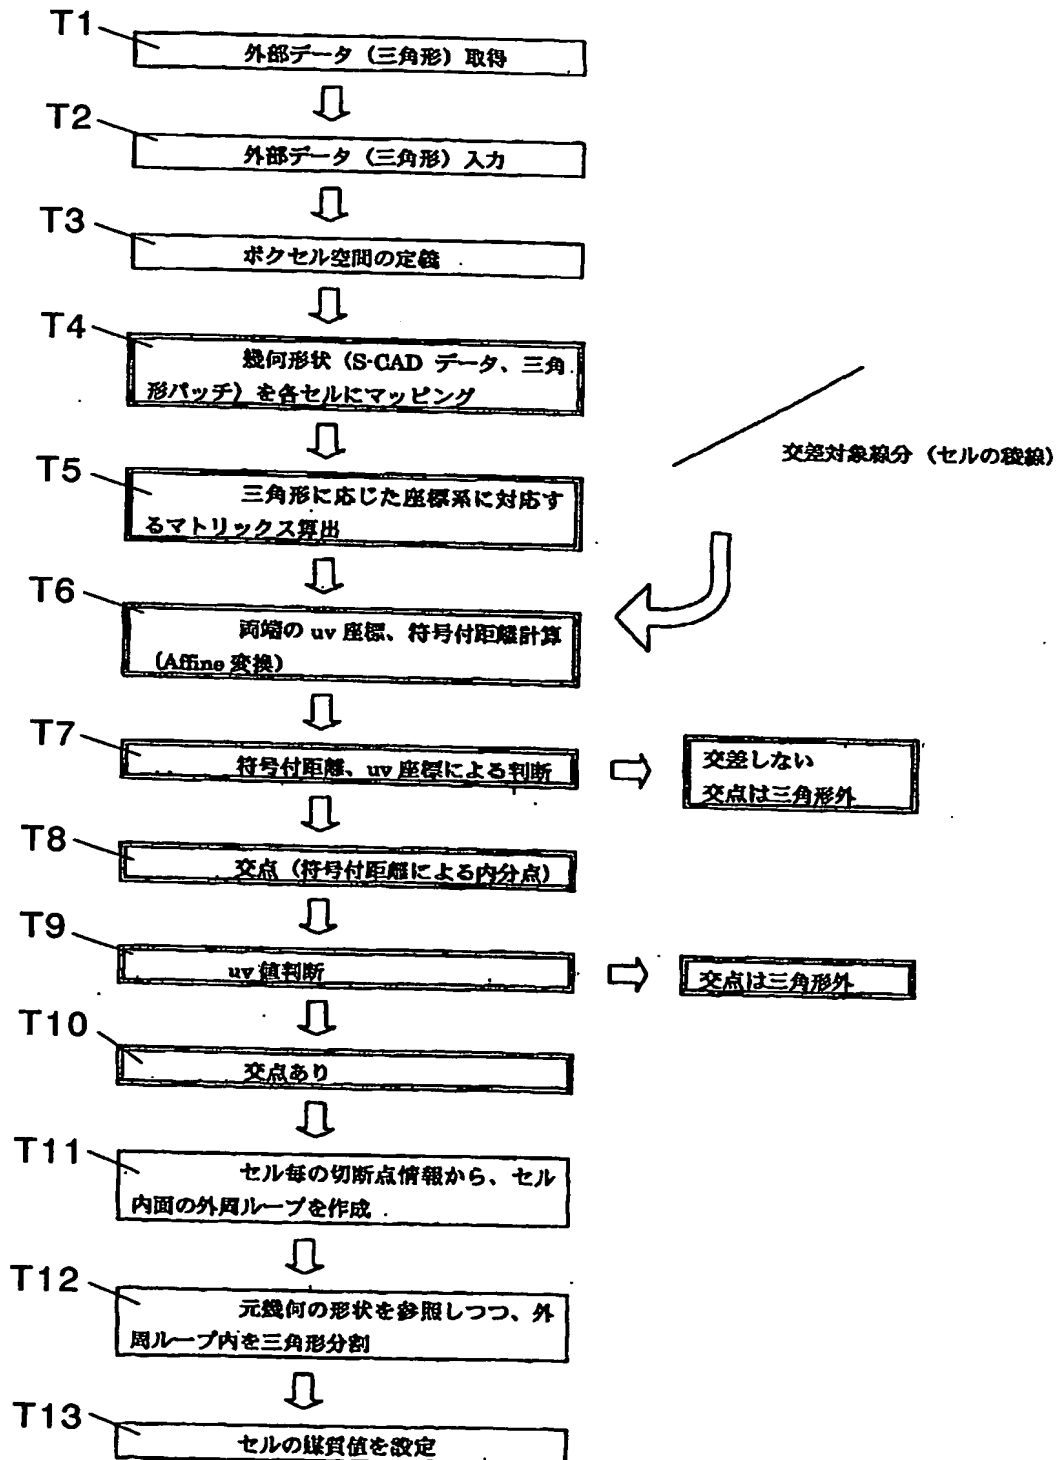 T1
外部データ（三角形）取得
T2
外部データ（三角形）入力
T3
ボクセル空間の定義
T4
幾何形状（S-CAD データ、三角
形パッチ）を各セルにマッピング
T5
三角形に応じた座標系に対応す
るマトリックス算出
交差対象線分（セルの稜線）
T6
両端の uv 座標、符号付距離計算
（Affine 変換）
T7
符号付距離、uv 座標による判断
交差しない
交点は三角形外
T8
交点（符号付距離による内分点）
T9
uv 値判断
交点は三角形外
T10
交点あり
T11
セル毎の切断点情報から、セル
内面の外周ループを作成
T12
元幾何の形状を参照しつつ、外
周ループ内を三角形分割
T13
セルの媒質値を設定